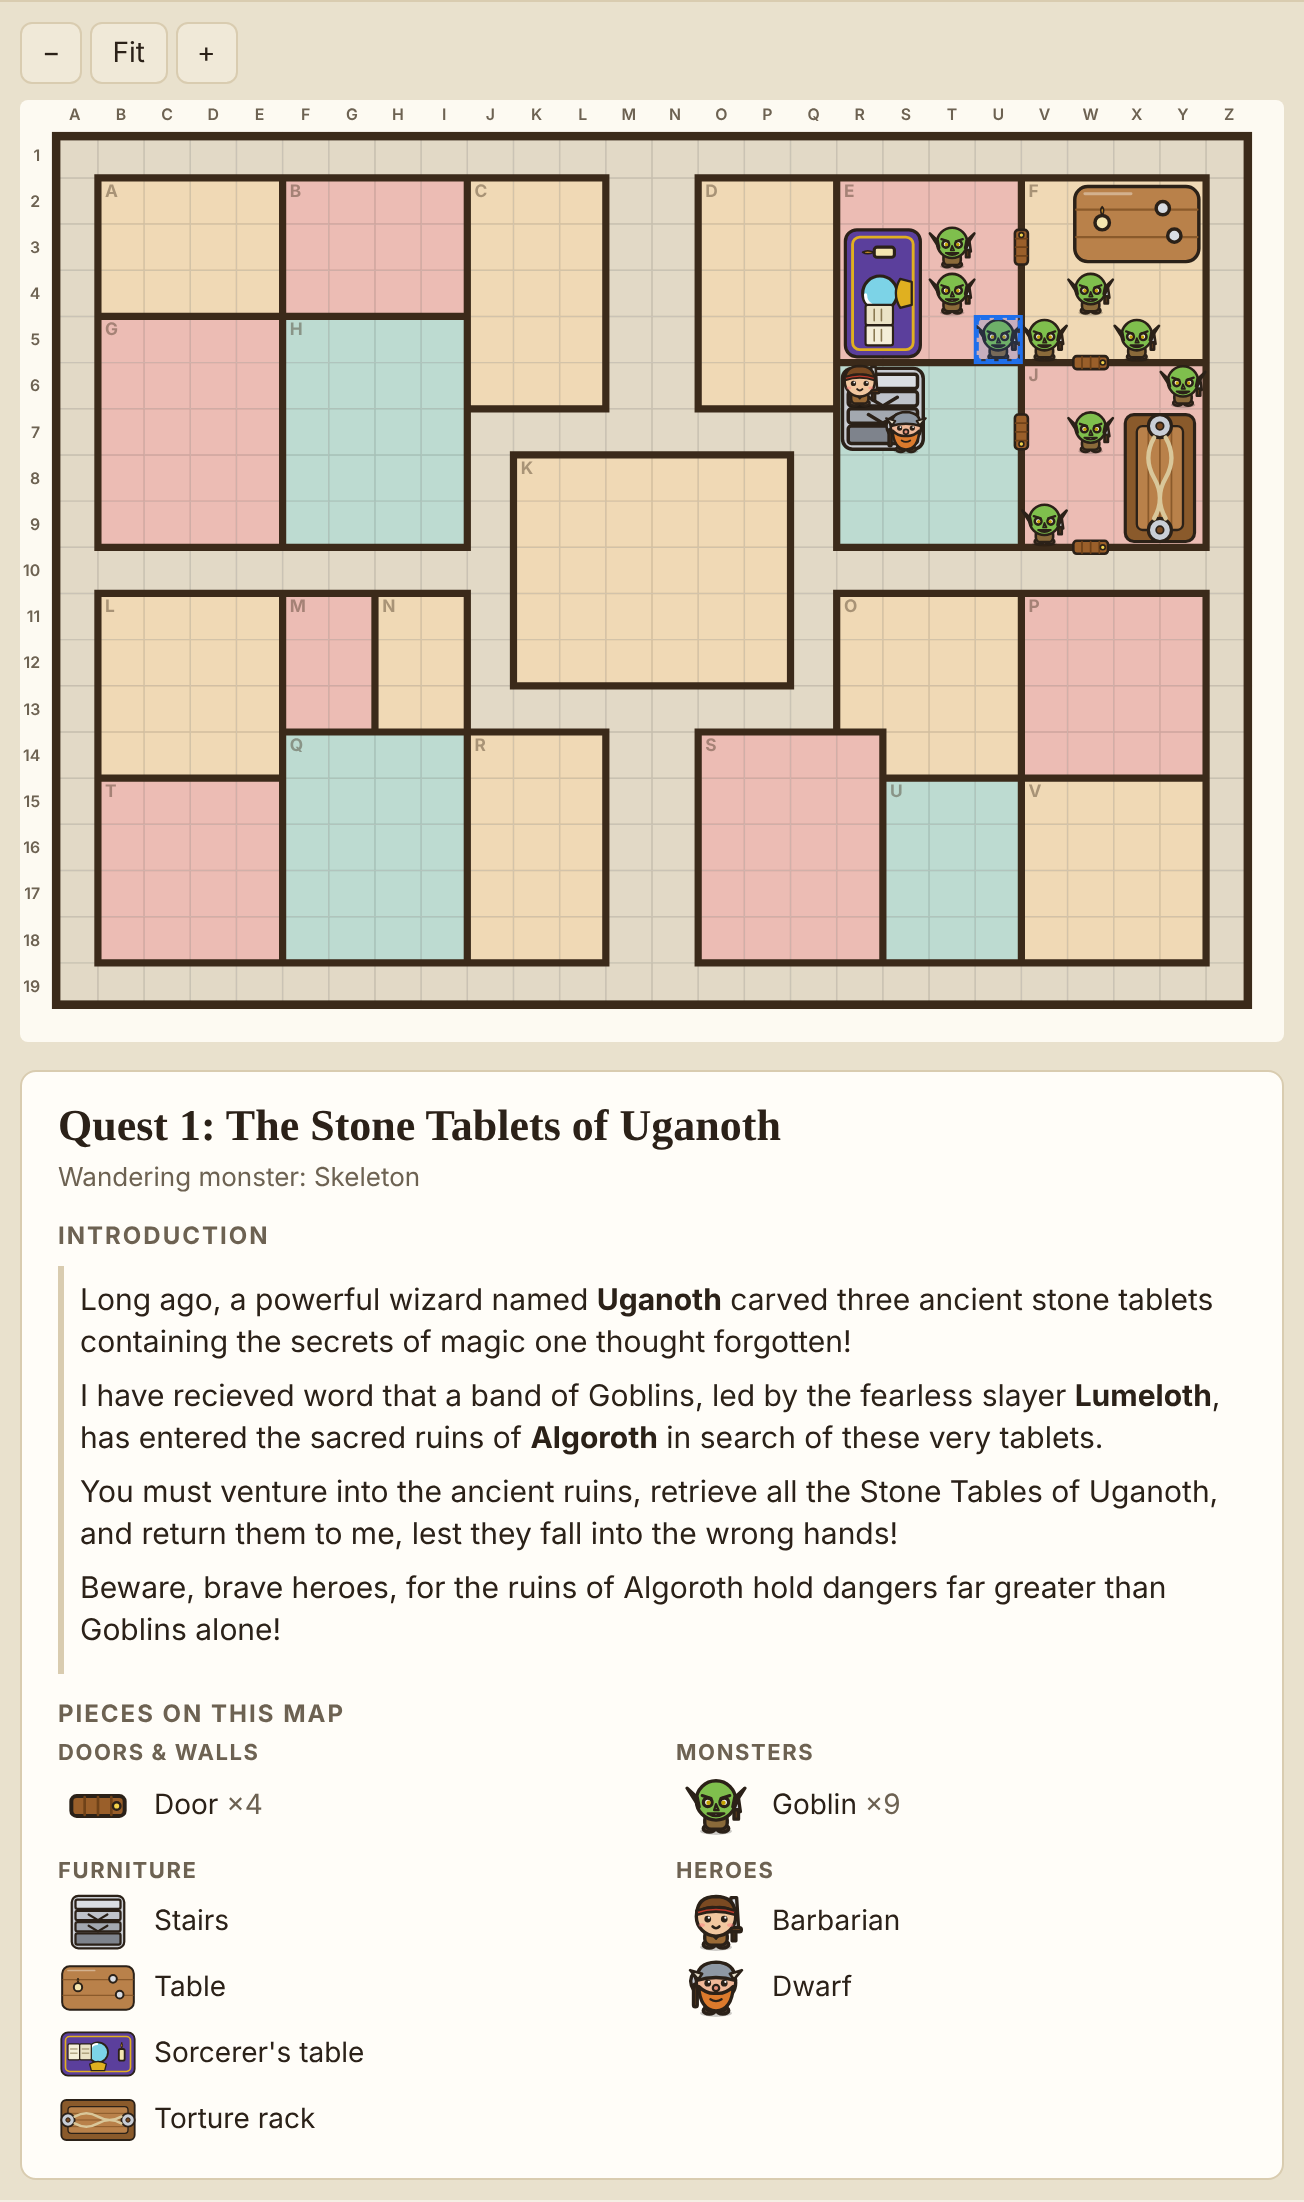 − Fit +
A B C D E F G H I J K L M N O P Q R S T U V W X Y Z
1
2 A B C D E F
3
4
5 G H
6 J
7
8 K
9
10
11 L M N O P
12
13
14 Q R S
15 T U V
16
17
18
19
Quest 1: The Stone Tablets of Uganoth
Wandering monster: Skeleton
INTRODUCTION
Long ago, a powerful wizard named Uganoth carved three ancient stone tablets
containing the secrets of magic one thought forgotten!
I have recieved word that a band of Goblins, led by the fearless slayer Lumeloth,
has entered the sacred ruins of Algoroth in search of these very tablets.
You must venture into the ancient ruins, retrieve all the Stone Tables of Uganoth,
and return them to me, lest they fall into the wrong hands!
Beware, brave heroes, for the ruins of Algoroth hold dangers far greater than
Goblins alone!
PIECES ON THIS MAP
DOORS & WALLS
Door ×4
FURNITURE
Stairs
Table
Sorcerer's table
Torture rack
MONSTERS
Goblin ×9
HEROES
Barbarian
Dwarf